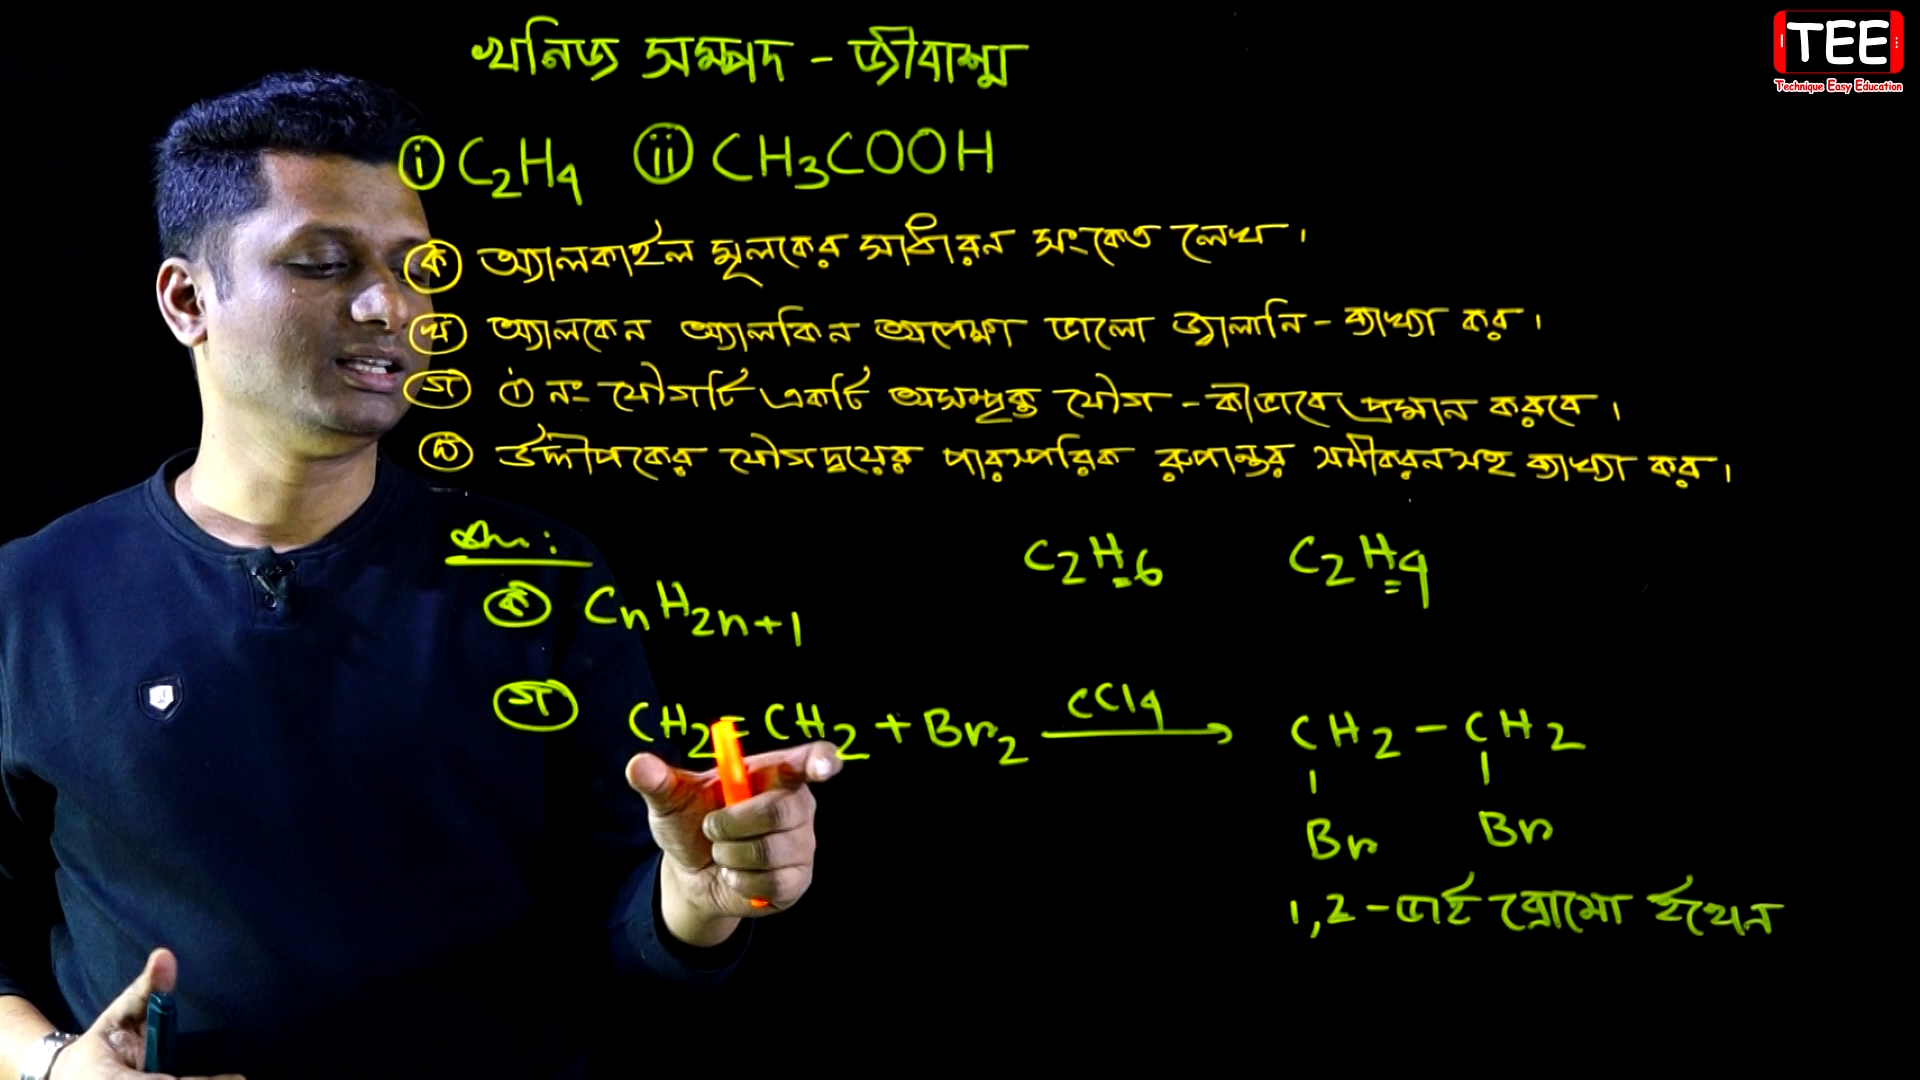 খনিজ সম্পদ - জীবাশ্ম
TEE
Technique Easy Education
i C2H4 ii CH3COOH
ক অ্যালকাইল মূলকের সাধারন সংকেত লেখ।
খ অ্যালকেন অ্যালকিন অপেক্ষা ভালো জ্বালানি - ব্যাখ্যা কর।
গ i নং যৌগটি একটি অসম্পৃক্ত যৌগ - কীভাবে প্রমান করবে।
ঘ উদ্দীপকের যৌগদ্বয়ের পারস্পরিক রুপান্তর সমীকরনসহ ব্যাখ্যা কর।
Ans:
C2H6 C2H4
ক CnH2n+1
গ CH2=CH2 + Br2 CCl4 → CH2-CH2
Br Br
1,2-ডাই ব্রোমো ইথেন